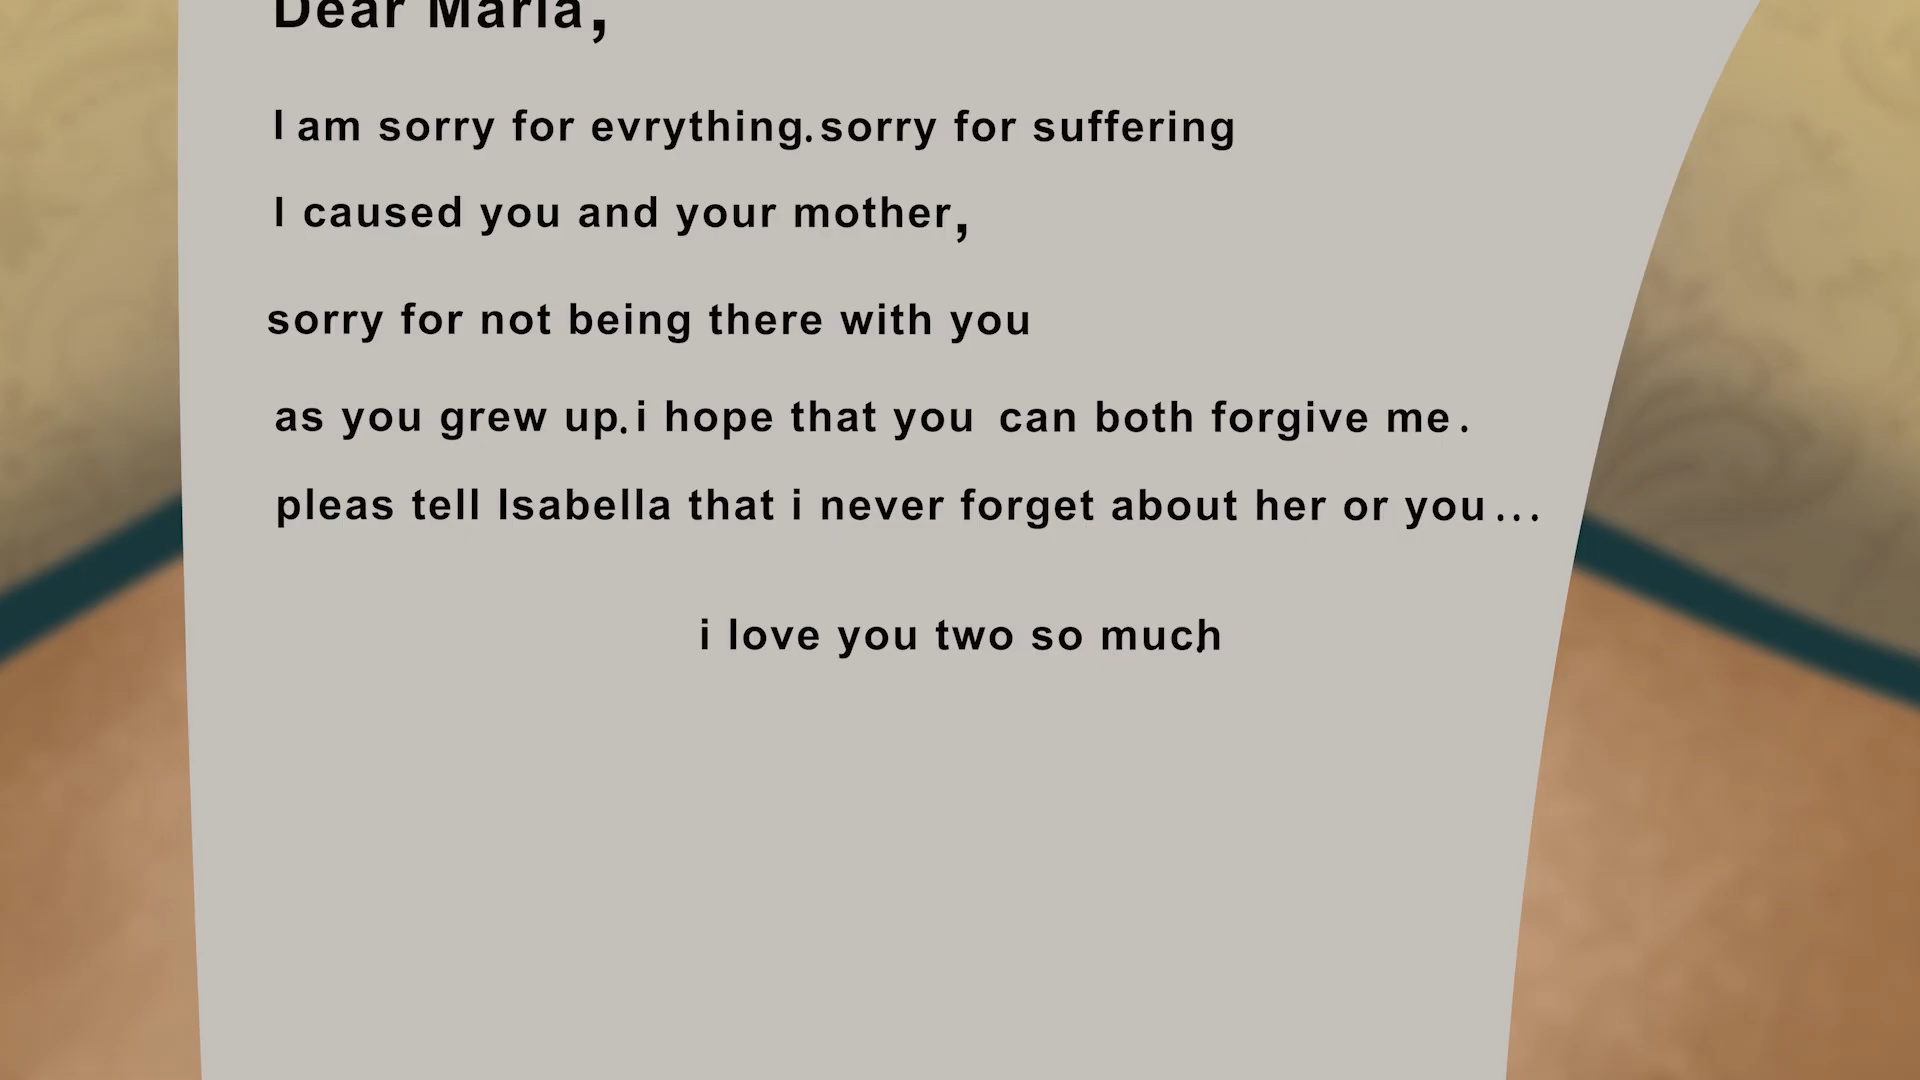 Dear Maria,
I am sorry for evrything.sorry for suffering
I caused you and your mother,
sorry for not being there with you
as you grew up.i hope that you can both forgive me.
pleas tell Isabella that i never forget about her or you...
i love you two so much